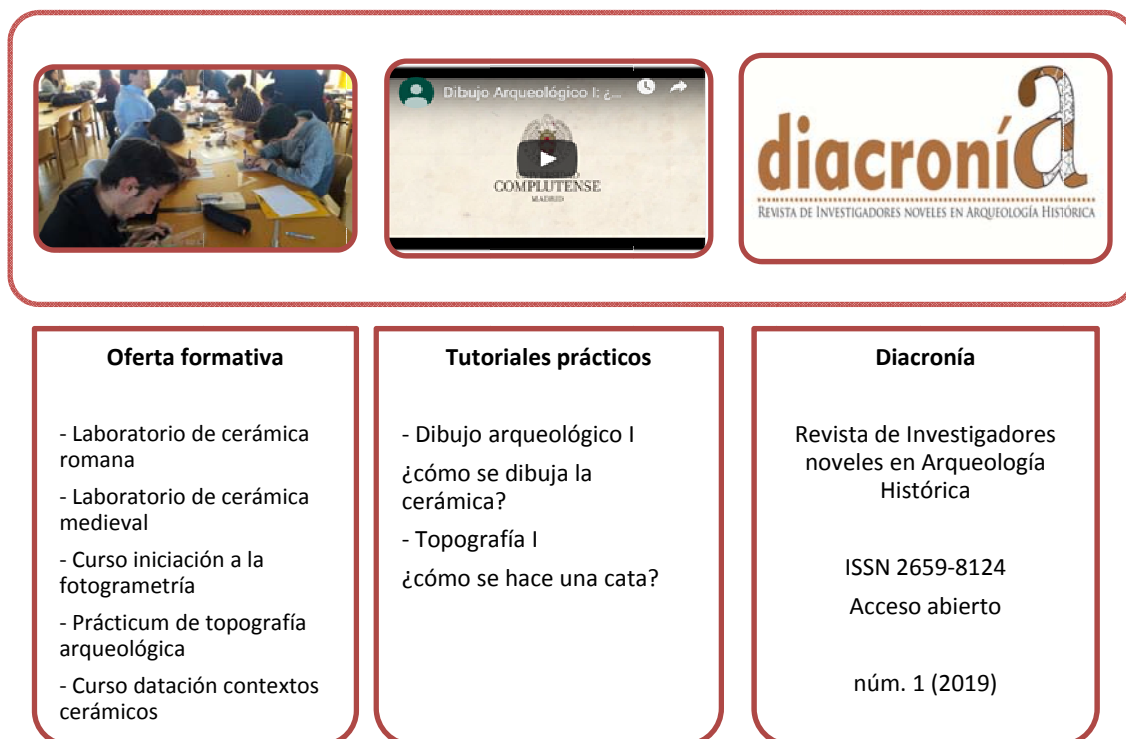 Dibujo Arqueológico I: ¿...
COMPLUTENSE
MADRID
diacronía
REVISTA DE INVESTIGADORES NOVELES EN ARQUEOLOGÍA HISTÓRICA
Oferta formativa
- Laboratorio de cerámica
romana
- Laboratorio de cerámica
medieval
- Curso iniciación a la
fotogrametría
- Prácticum de topografía
arqueológica
- Curso datación contextos
cerámicos
Tutoriales prácticos
- Dibujo arqueológico I
¿cómo se dibuja la
cerámica?
- Topografía I
¿cómo se hace una cata?
Diacronía
Revista de Investigadores
noveles en Arqueología
Histórica
ISSN 2659-8124
Acceso abierto
núm. 1 (2019)